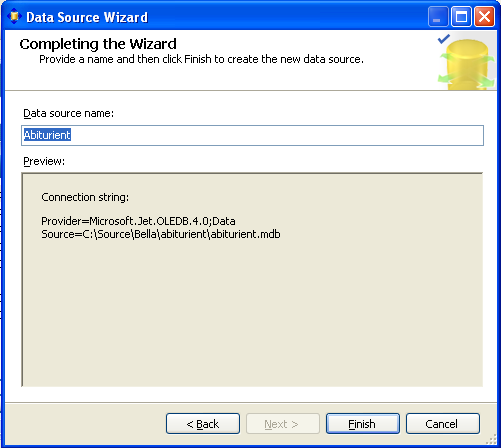 Data Source Wizard
Completing the Wizard
Provide a name and then click Finish to create the new data source.
Data source name:
Abiturient
Preview:
Connection string:
Provider=Microsoft.Jet.OLEDB.4.0;Data
Source=C:\Source\Bella\abiturient\abiturient.mdb
< Back
Next >
Finish
Cancel